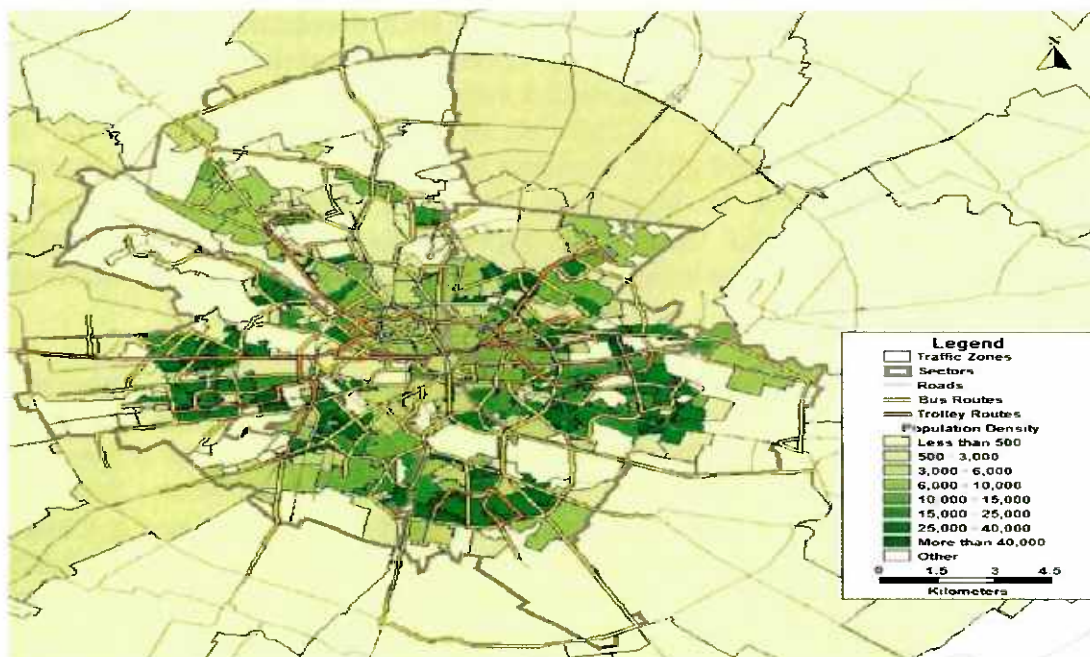 N
Legend
Traffic Zones
Sectors
Roads
Bus Routes
Trolley Routes
Population Density
Less than 500
500 - 3,000
3,000 - 6,000
6,000 - 10,000
10 000 - 15,000
15,000 - 25,000
25,000 - 40,000
More than 40,000
Other
0 1.5 3 4.5
Kilometers